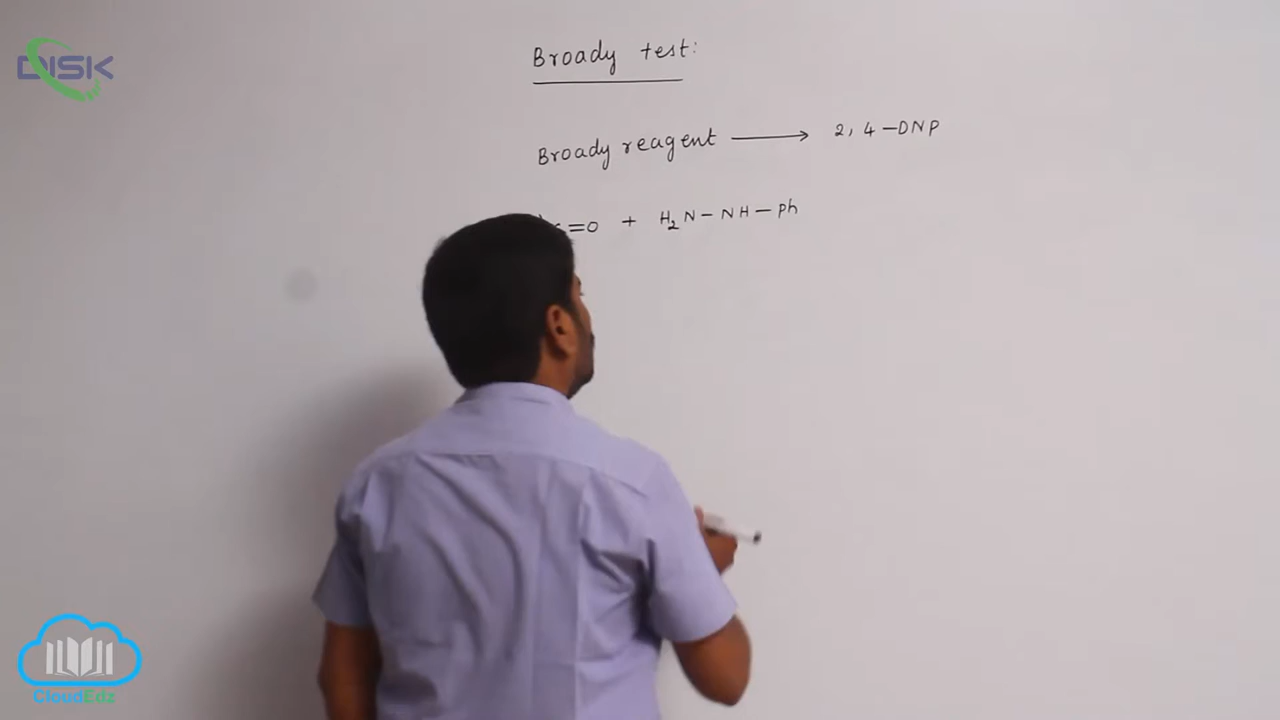 DISK
Broady test:
Broady reagent ⟶ 2, 4 - DNP
=O + H₂N - NH - Ph
CloudEdz